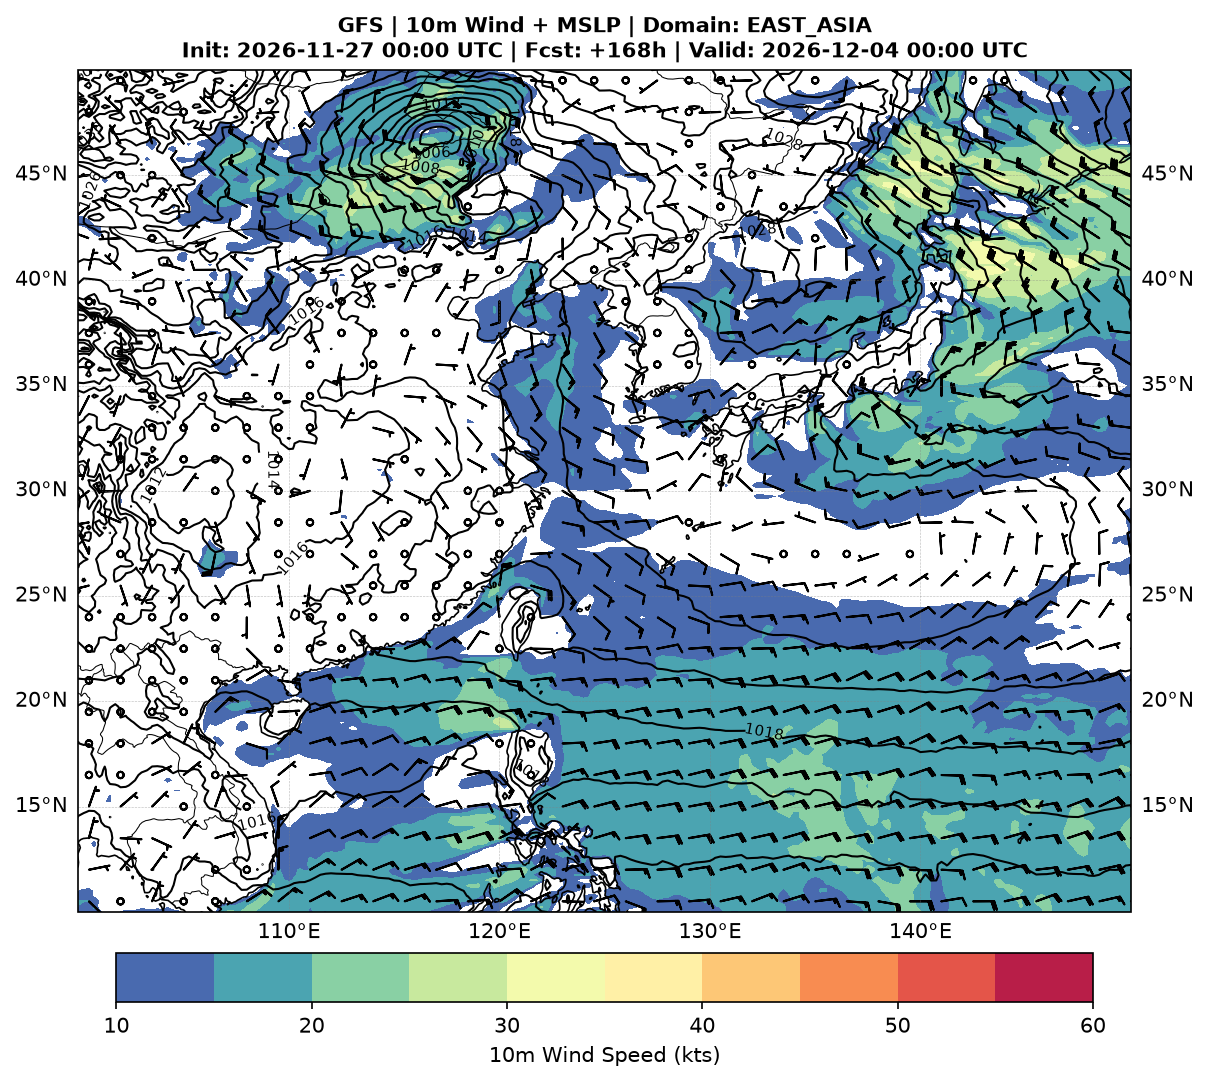 GFS | 10m Wind + MSLP | Domain: EAST_ASIA
Init: 2026-11-27 00:00 UTC | Fcst: +168h | Valid: 2026-12-04 00:00 UTC
45°N
40°N
35°N
30°N
25°N
20°N
15°N
45°N
40°N
35°N
30°N
25°N
20°N
15°N
1006
1008
1028
1028
1016
1014
1012
1016
1018
1016
110°E 120°E 130°E 140°E
10 20 30 40 50 60
10m Wind Speed (kts)